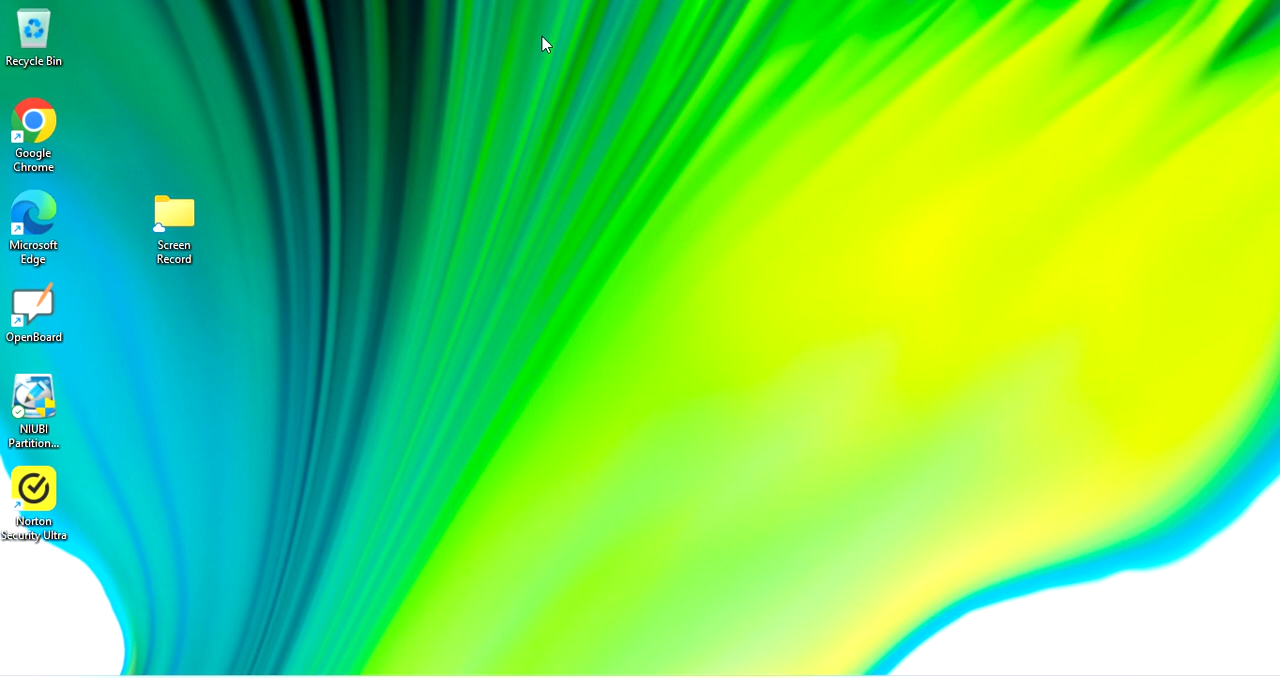 Recycle Bin
Google
Chrome
Microsoft
Edge
Screen
Record
OpenBoard
NIUBI
Partition...
Norton
Security Ultra